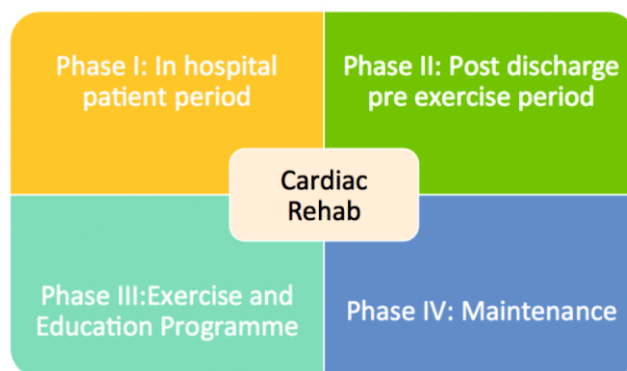 Phase I: In hospital
patient period
Phase II: Post discharge
pre exercise period
Cardiac
Rehab
Phase III:Exercise and
Education Programme
Phase IV: Maintenance